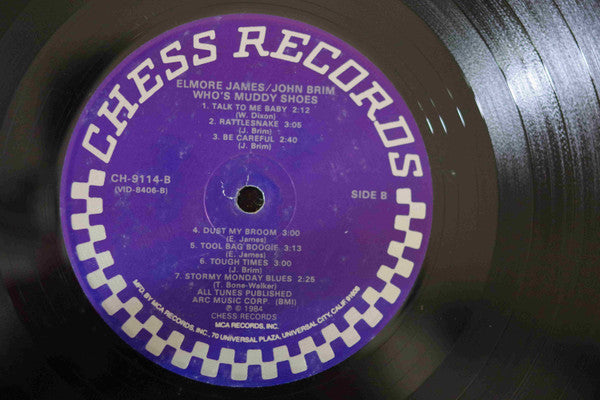 CHESS RECORDS
ELMORE JAMES/JOHN BRIM
WHO'S MUDDY SHOES
1. TALK TO ME BABY 2:12
(W. Dixon)
2. RATTLESNAKE 3:05
(J. Brim)
3. BE CAREFUL 2:40
(J. Brim)
CH-9114-B
(VID-8406-B)
SIDE B
4. DUST MY BROOM 3:00
(E. James)
5. TOOL BAG BOOGIE 3:13
(E. James)
6. TOUGH TIMES 3:00
(J. Brim)
7. STORMY MONDAY BLUES 2:25
(T. Bone-Walker)
ALL TUNES PUBLISHED
ARC MUSIC CORP. (BMI)
℗ © 1984
CHESS RECORDS
MCA RECORDS, INC.
MFG. BY MCA RECORDS, INC., 70 UNIVERSAL PLAZA, UNIVERSAL CITY, CALIF 91608